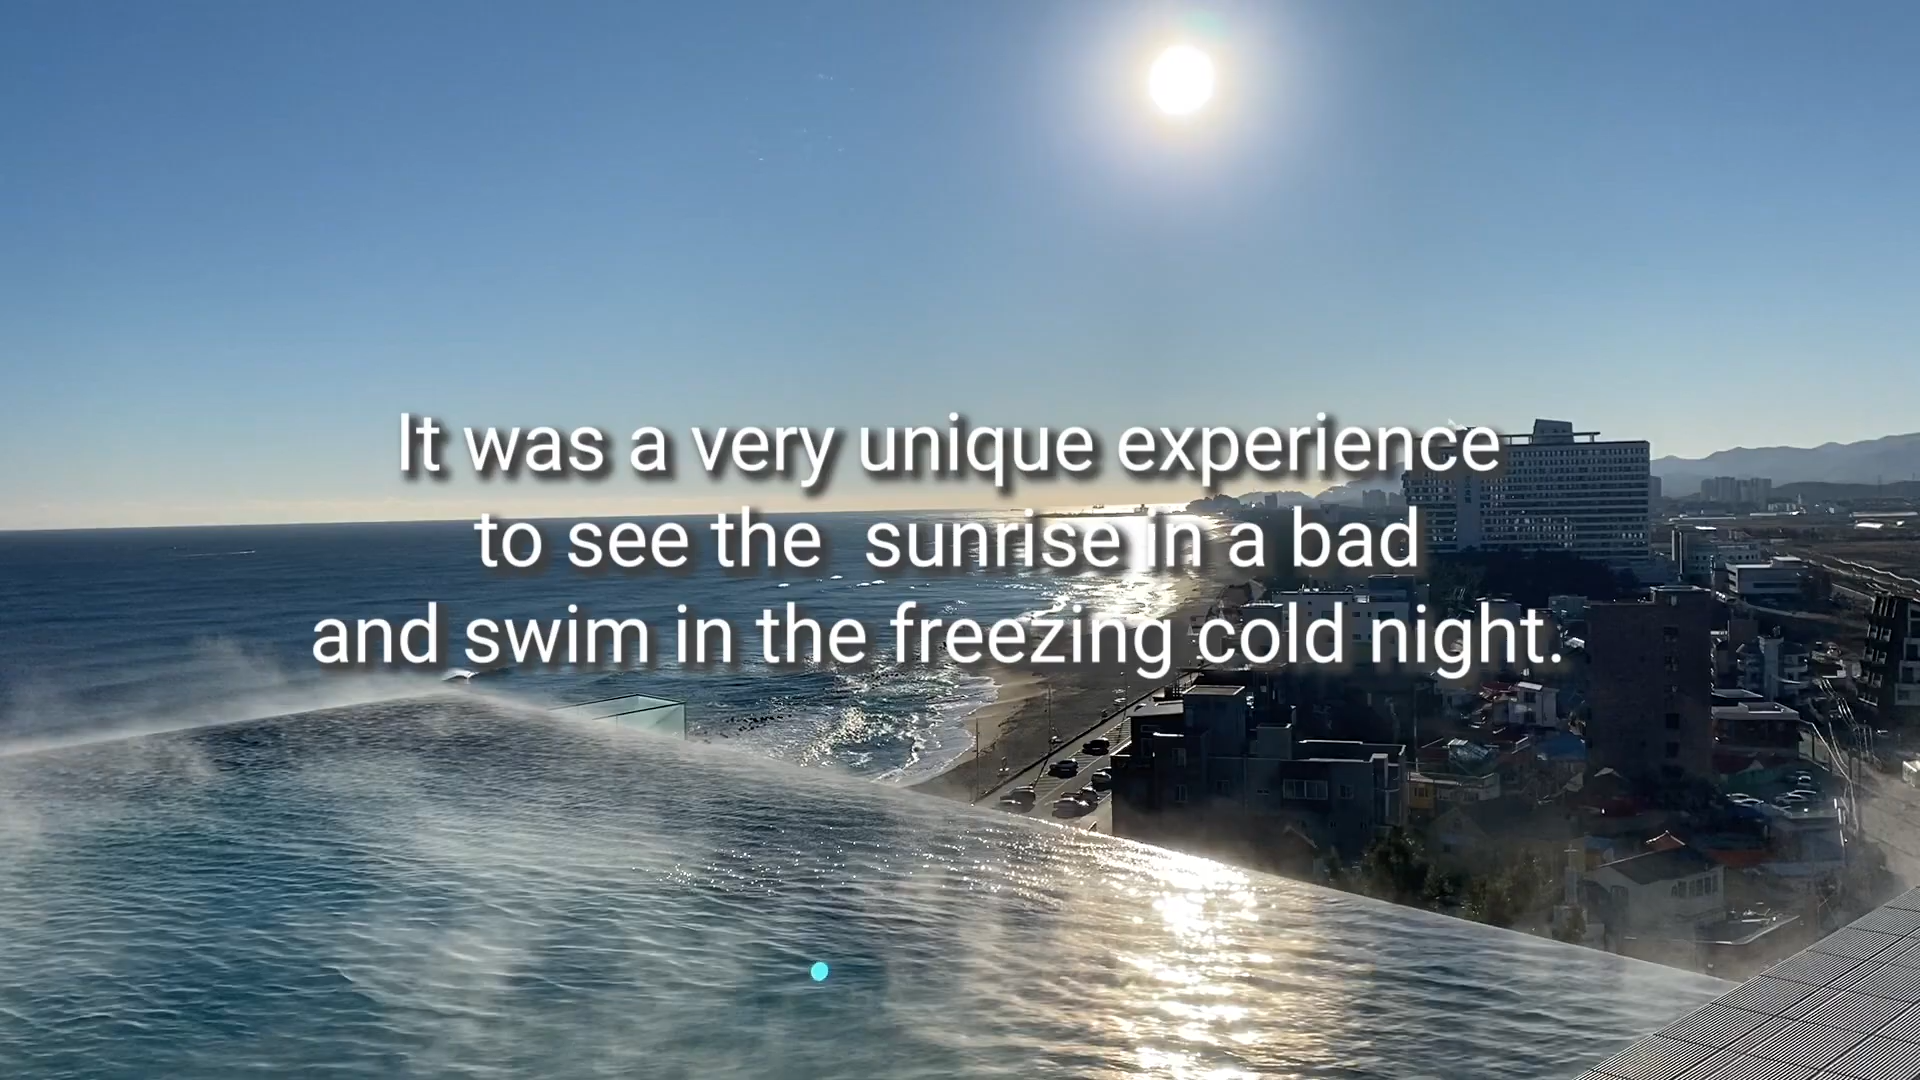 It was a very unique experience
to see the  sunrise in a bad
and swim in the freezing cold night.